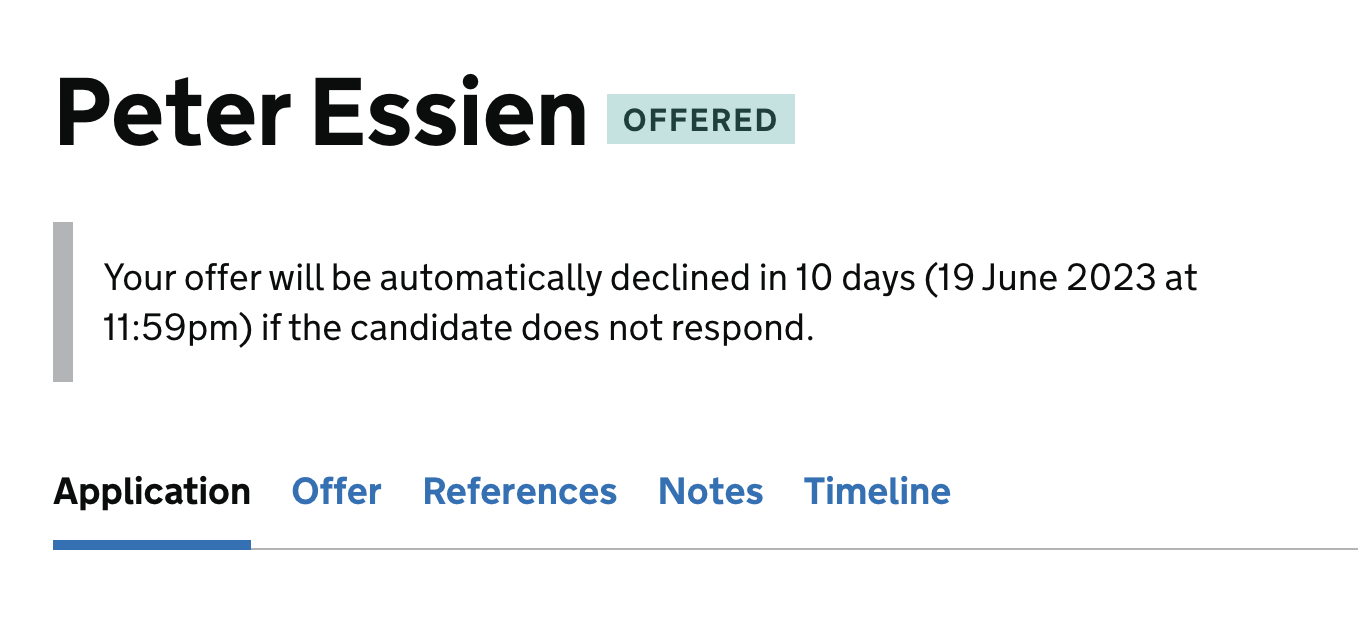 Peter Essien OFFERED
Your offer will be automatically declined in 10 days (19 June 2023 at
11:59pm) if the candidate does not respond.
Application Offer References Notes Timeline